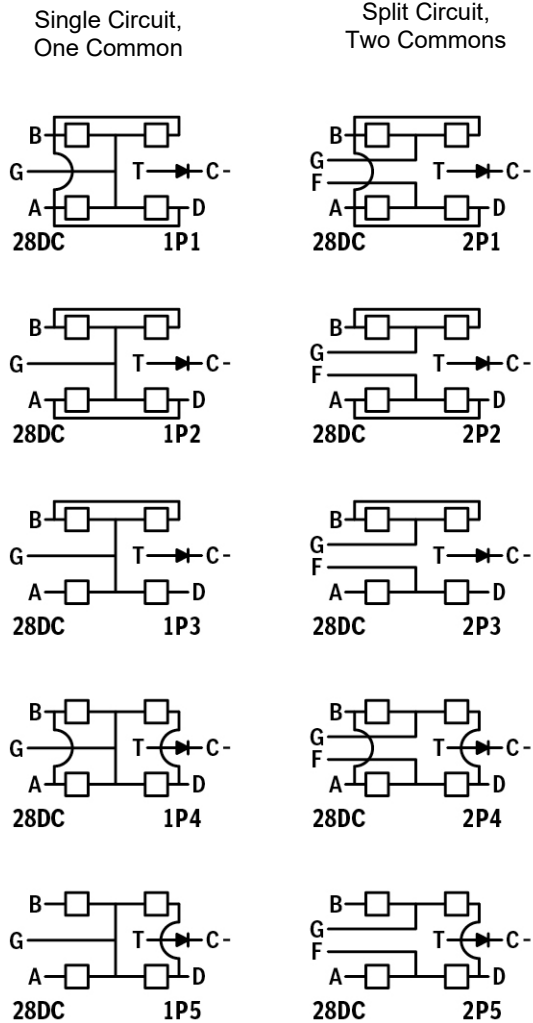 Single Circuit,
One Common
Split Circuit,
Two Commons
B
G T C -
A D
28DC 1P1
B
G T C -
F
A D
28DC 2P1
B
G T C -
A D
28DC 1P2
B
G T C -
F
A D
28DC 2P2
B
G T C -
A D
28DC 1P3
B
G T C -
F
A D
28DC 2P3
B
G T C -
A D
28DC 1P4
B
G T C -
F
A D
28DC 2P4
B
G T C -
A D
28DC 1P5
B
G T C -
F
A D
28DC 2P5